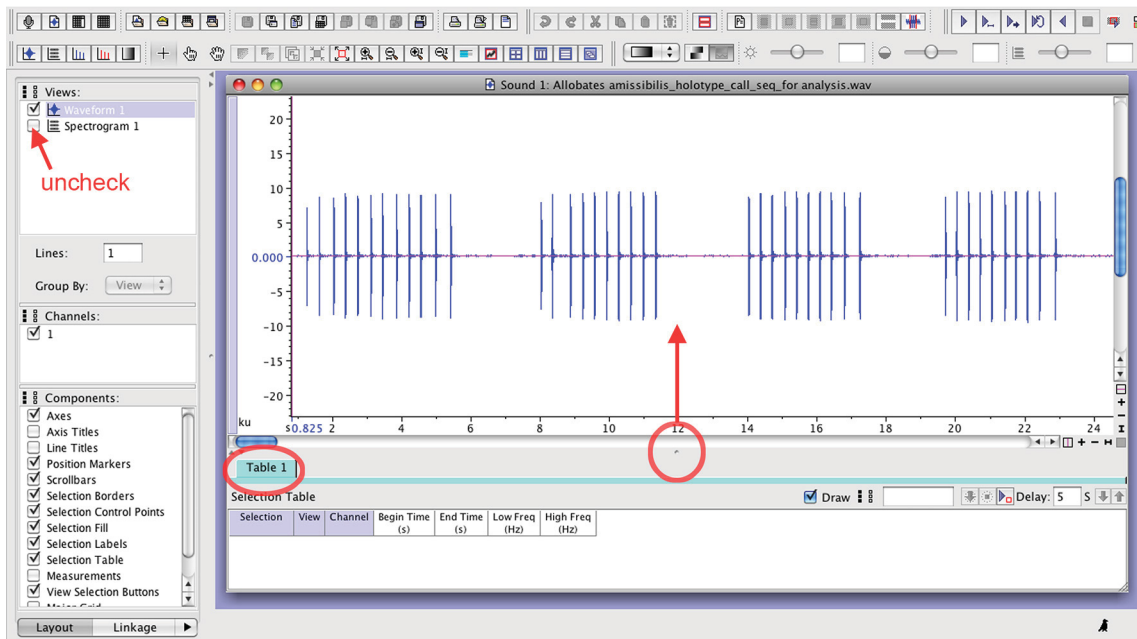 Views:
Waveform 1
Spectrogram 1
uncheck
Lines: 1
Group By: View
Channels:
1
Components:
Axes
Axis Titles
Line Titles
Position Markers
Scrollbars
Selection Borders
Selection Control Points
Selection Fill
Selection Labels
Selection Table
Measurements
View Selection Buttons
Major Grid
Layout Linkage
Sound 1: Allobates amissibilis_holotype_call_seq_for analysis.wav
20
15
10
5
0.000
-5
-10
-15
-20
ku
s0.825 2 4 6 8 10 12 14 16 18 20 22 24
Table 1
Selection Table Draw Delay: 5 S
Selection View Channel Begin Time End Time Low Freq High Freq
(s) (s) (Hz) (Hz)